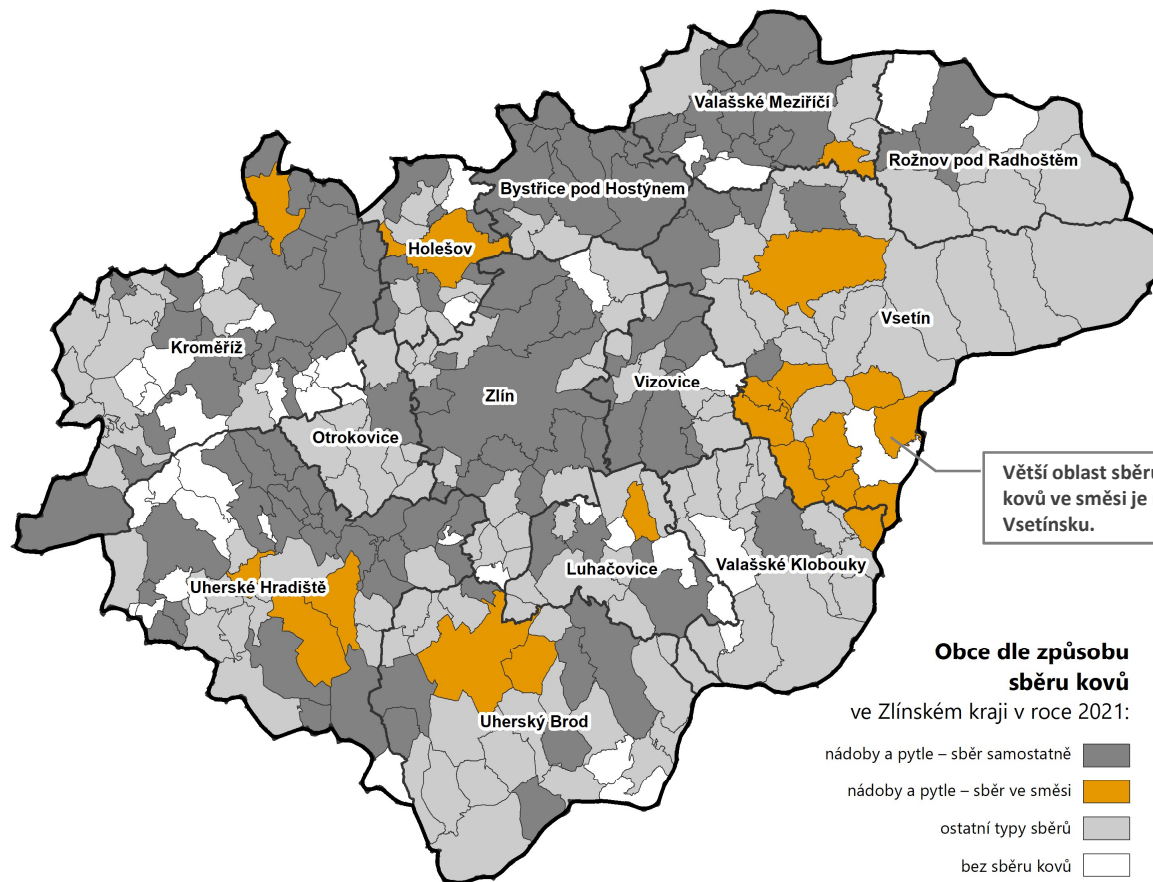 Valašské Meziříčí
Rožnov pod Radhoštěm
Bystřice pod Hostýnem
Holešov
Vsetín
Kroměříž
Vizovice
Zlín
Otrokovice
Větší oblast sběru
kovů ve směsi je
Vsetínsku.
Luhačovice
Valašské Klobouky
Uherské Hradiště
Uherský Brod
Obce dle způsobu
sběru kovů
ve Zlínském kraji v roce 2021:
nádoby a pytle – sběr samostatně
nádoby a pytle – sběr ve směsi
ostatní typy sběrů
bez sběru kovů